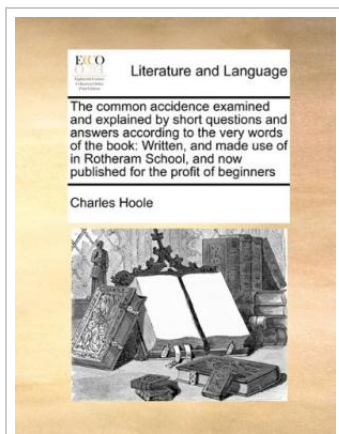 ECCO
Literature and Language
The common accidence examined
and explained by short questions and
answers according to the very words
of the book: Written, and made use of
in Rotheram School, and now
published for the profit of beginners
Charles Hoole